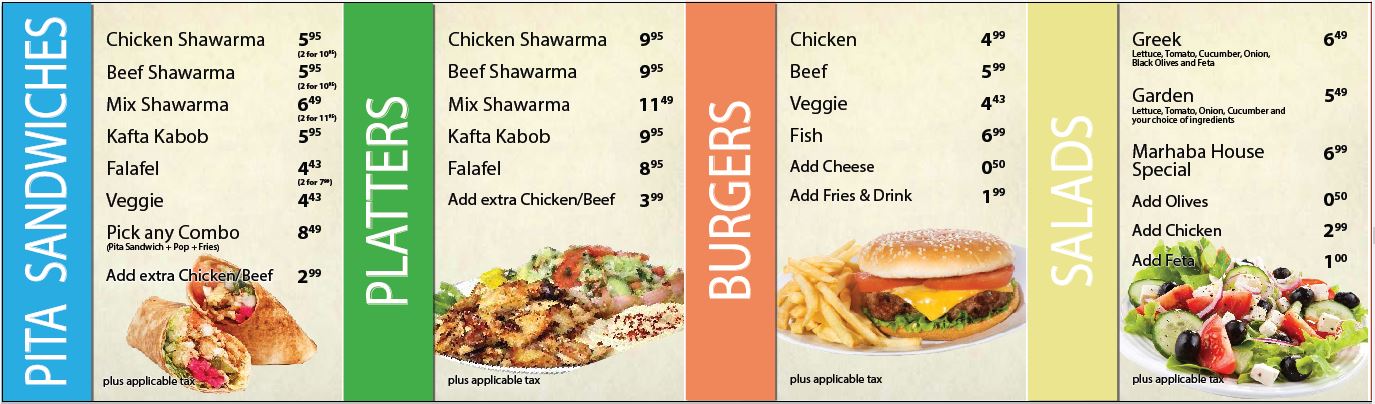 PITA SANDWICHES
Chicken Shawarma 5.95
(2 for 10
Beef Shawarma 5.95
(2 for 10
Mix Shawarma 6.49
(2 for 11
Kafta Kabob 5.95
Falafel 4.43
(2 for 7
Veggie 4.43
Pick any Combo 8.49
(Pita Sandwich + Pop + Fries)
Add extra Chicken/Beef 2.99
plus applicable tax
PLATTERS
Chicken Shawarma 9.95
Beef Shawarma 9.95
Mix Shawarma 11.49
Kafta Kabob 9.95
Falafel 8.95
Add extra Chicken/Beef 3.99
plus applicable tax
BURGERS
Chicken 4.99
Beef 5.99
Veggie 4.43
Fish 6.99
Add Cheese 0.50
Add Fries & Drink 1.99
plus applicable tax
SALADS
Greek 6.49
Lettuce, Tomato, Cucumber, Onion,
Black Olives and Feta
Garden 5.49
Lettuce, Tomato, Onion, Cucumber and
your choice of ingredients
Marhaba House 6.99
Special
Add Olives 0.50
Add Chicken 2.99
Add Feta 1.00
plus applicable tax